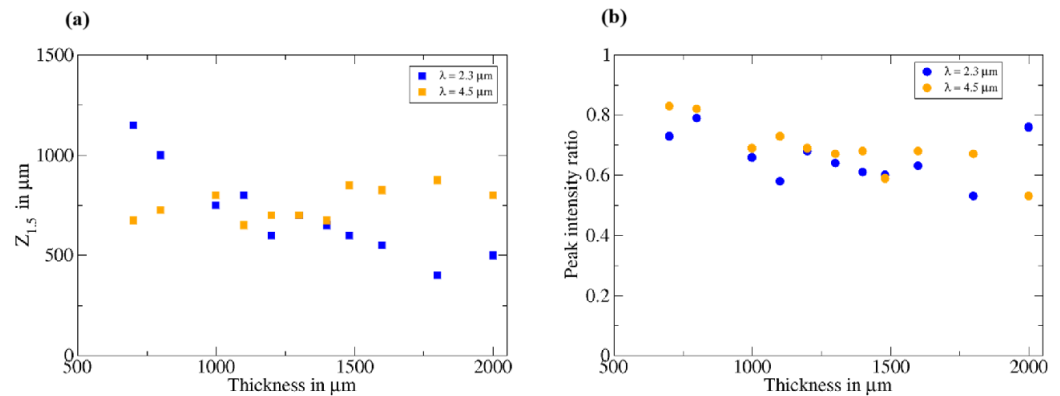 (a)
1500
1000
500
0
Z1.5 in μm
λ = 2.3 μm
λ = 4.5 μm
500
1000
1500
2000
Thickness in μm
(b)
1
0.8
0.6
0.4
0.2
0
Peak intensity ratio
λ = 2.3 μm
λ = 4.5 μm
500
1000
1500
2000
Thickness in μm